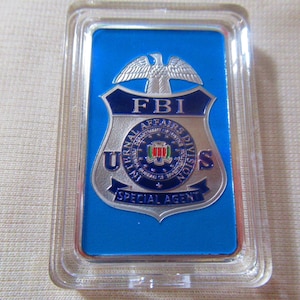 FBI
INTERNAL AFFAIRS DIVISION
U S
SPECIAL AGENT